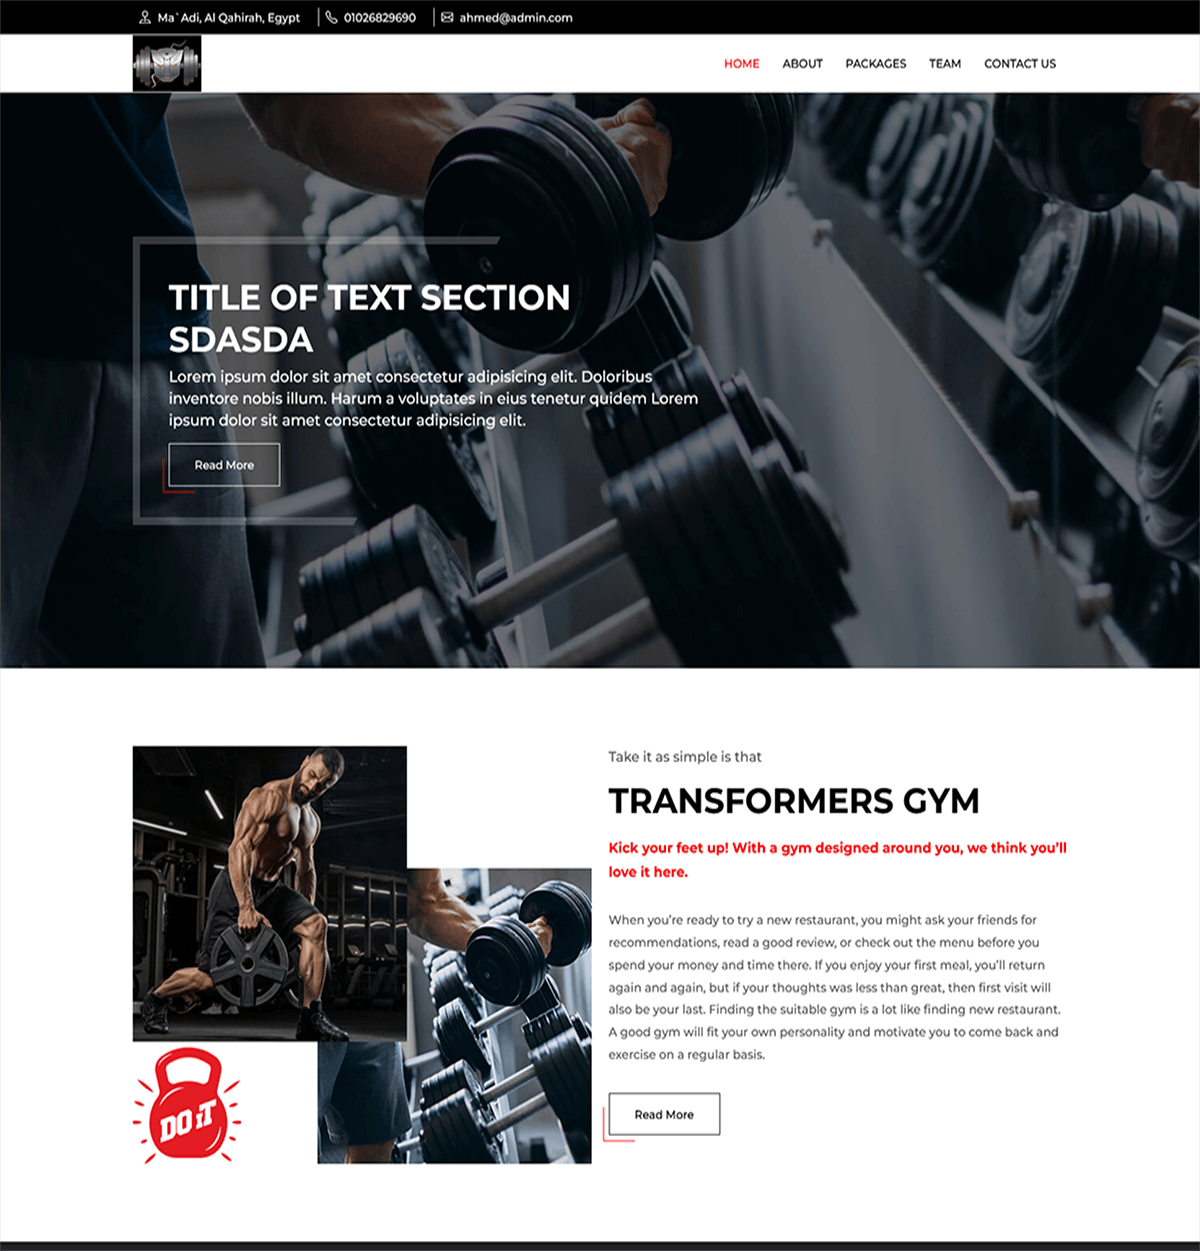 Ma`Adi, Al Qahirah, Egypt
01026829690
ahmed@admin.com
HOME
ABOUT
PACKAGES
TEAM
CONTACT US
TITLE OF TEXT SECTION
SDASDA
Lorem ipsum dolor sit amet consectetur adipisicing elit. Doloribus
inventore nobis illum. Harum a voluptates in eius tenetur quidem Lorem
ipsum dolor sit amet consectetur adipisicing elit.
Read More
Take it as simple is that
TRANSFORMERS GYM
Kick your feet up! With a gym designed around you, we think you’ll
love it here.
When you’re ready to try a new restaurant, you might ask your friends for
recommendations, read a good review, or check out the menu before you
spend your money and time there. If you enjoy your first meal, you’ll return
again and again, but if your thoughts was less than great, then first visit will
also be your last. Finding the suitable gym is a lot like finding new restaurant.
A good gym will fit your own personality and motivate you to come back and
exercise on a regular basis.
Read More
DO iT